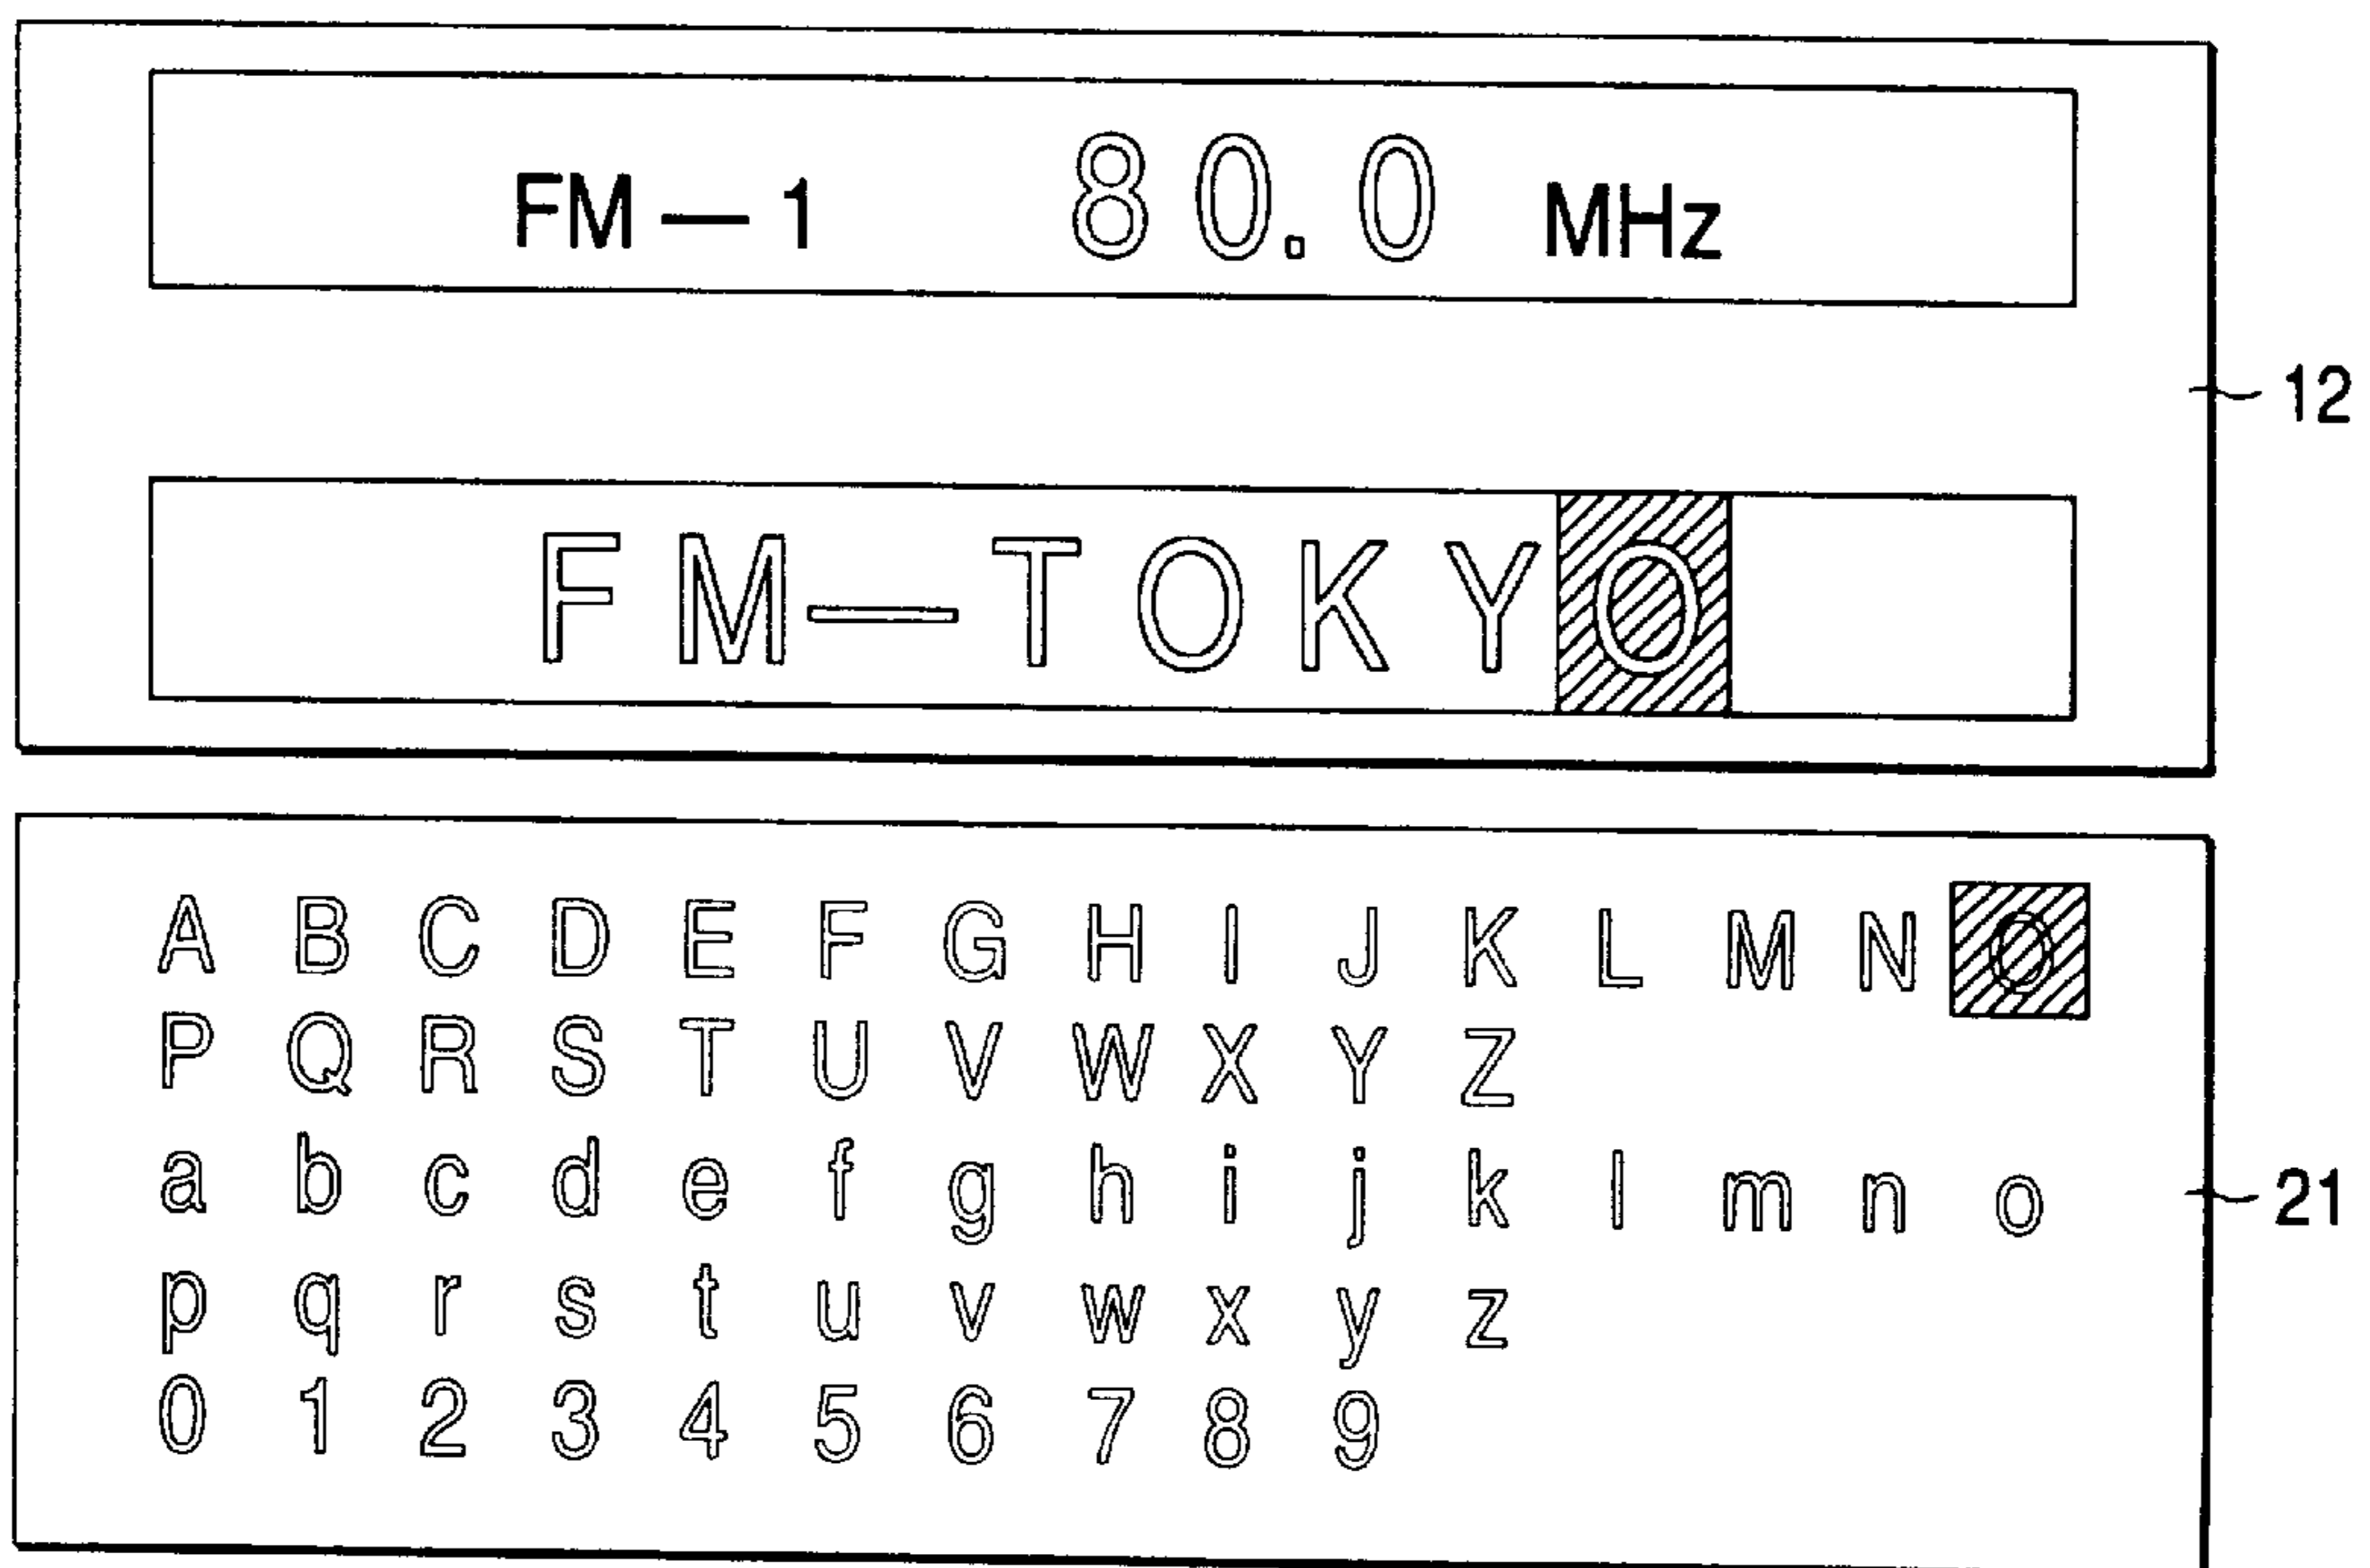 FM—1 80.0 MHz
12
FM—TOKYO
A B C D E F G H I J K L M N O
P Q R S T U V W X Y Z
a b c d e f g h i j k l m n o
21
p q r s t u v w x y z
0 1 2 3 4 5 6 7 8 9